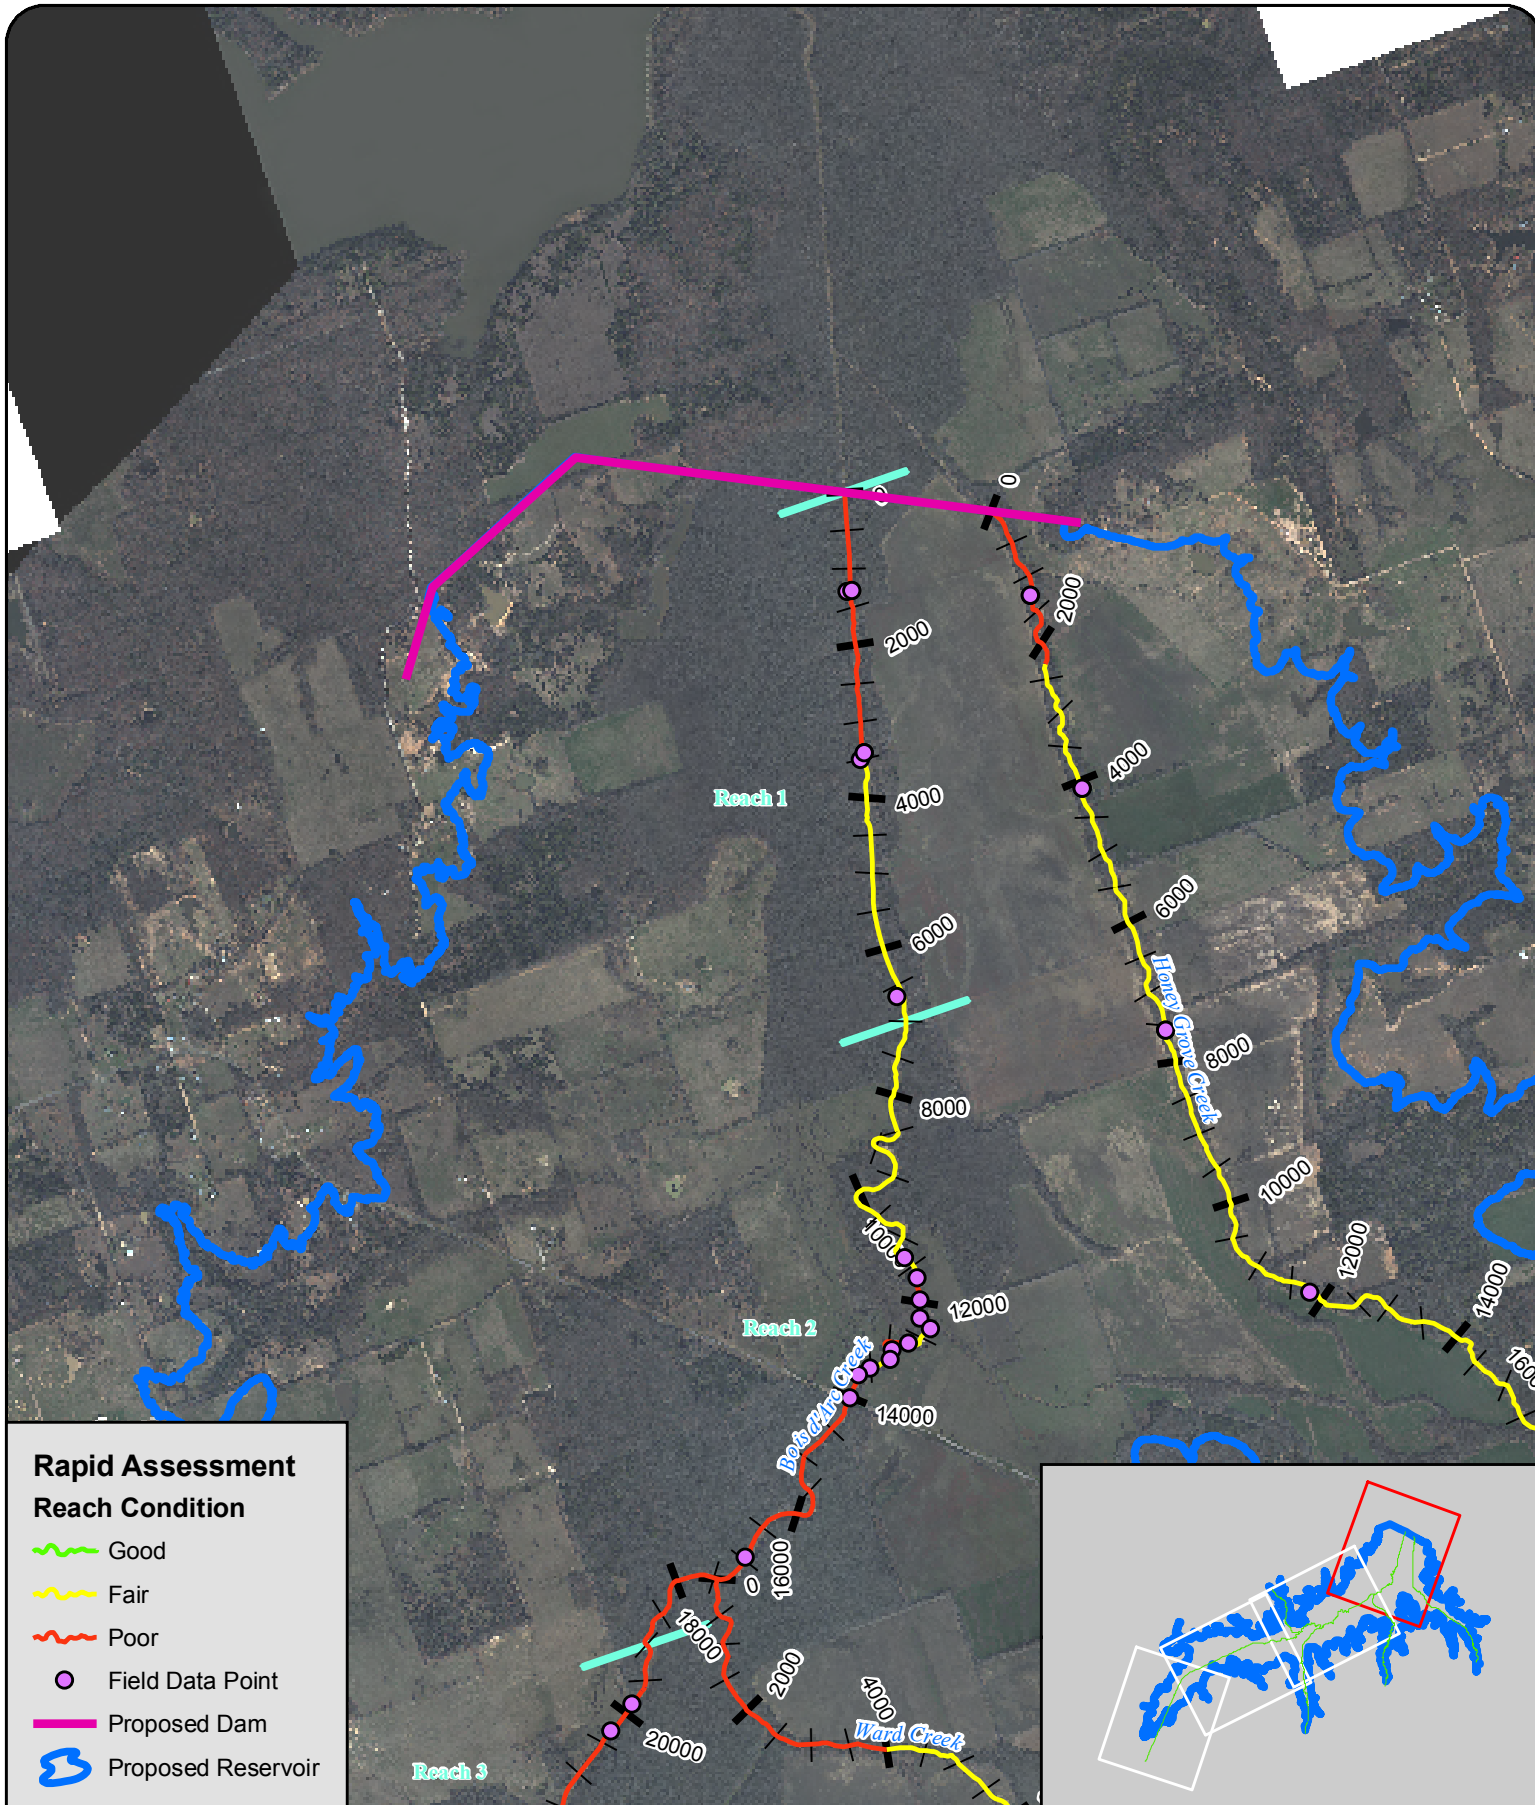 0
0
2000
2000
4000
Reach 1
4000
6000
6000
Honey Grove Creek
8000
8000
10000
1000
12000
14000
12000
Reach 2
Bois d'Arc Creek
14000
16000
0
18000
2000
4000
Ward Creek
20000
Reach 3
Rapid Assessment
Reach Condition
Good
Fair
Poor
Field Data Point
Proposed Dam
Proposed Reservoir